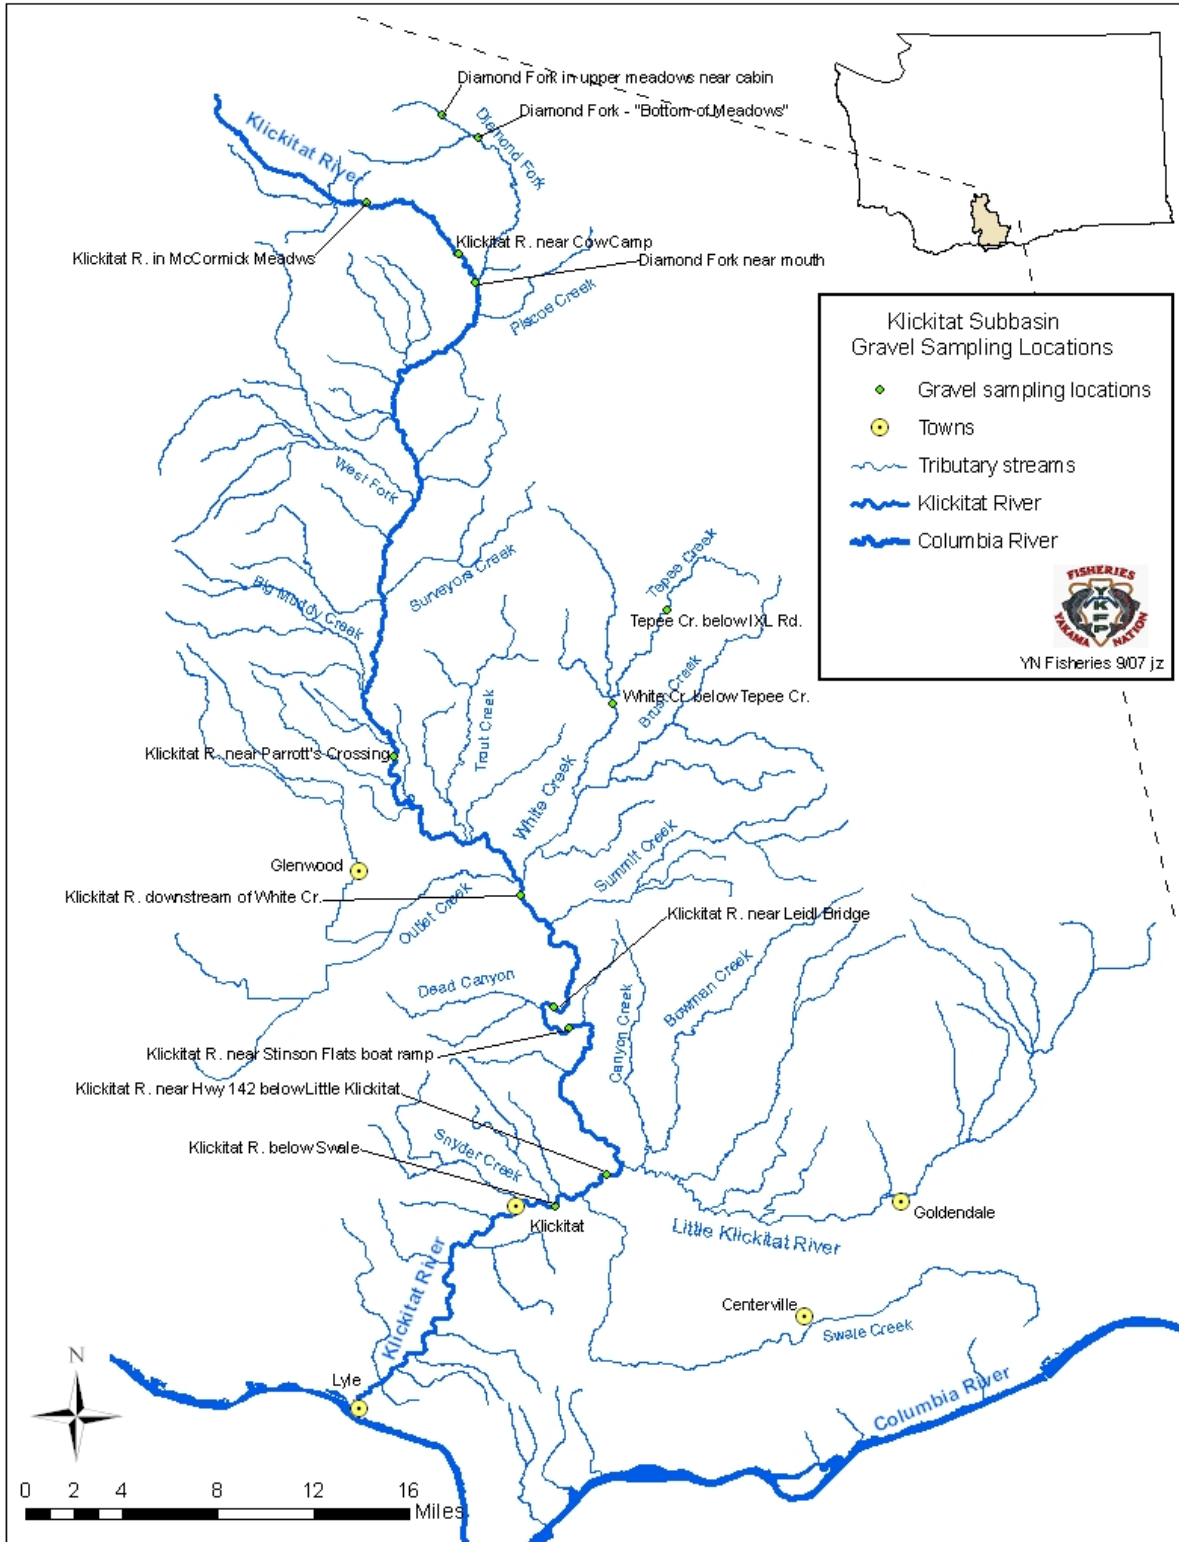 Diamond Fork in upper meadows near cabin
Diamond Fork - "Bottom of Meadows"
Klickitat River
Diamond Fork
Klickitat R. in McCormick Meadws
Klickitat R. near Cow Camp
Diamond Fork near mouth
Piscoe Creek
Klickitat Subbasin
Gravel Sampling Locations
Gravel sampling locations
Towns
Tributary streams
Klickitat River
Columbia River
FISHERIES
YKFP
YAKAMA NATION
YN Fisheries 9/07 jz
West Fork
Surveyors Creek
Big Muddy Creek
Tepee Creek
Tepee Cr. below IXL Rd.
White Cr. below Tepee Cr.
Brush Creek
Trout Creek
Klickitat R. near Parrott's Crossing
White Creek
Summit Creek
Glenwood
Klickitat R. downstream of White Cr.
Outlet Creek
Klickitat R. near Leidl Bridge
Dead Canyon
Canyon Creek
Bowman Creek
Klickitat R. near Stinson Flats boat ramp
Klickitat R. near Hwy 142 below Little Klickitat
Klickitat R. below Swale
Snyder Creek
Klickitat
Goldendale
Little Klickitat River
Klickitat River
Centerville
Swale Creek
Lyle
Columbia River
N
0 2 4 8 12 16
Miles